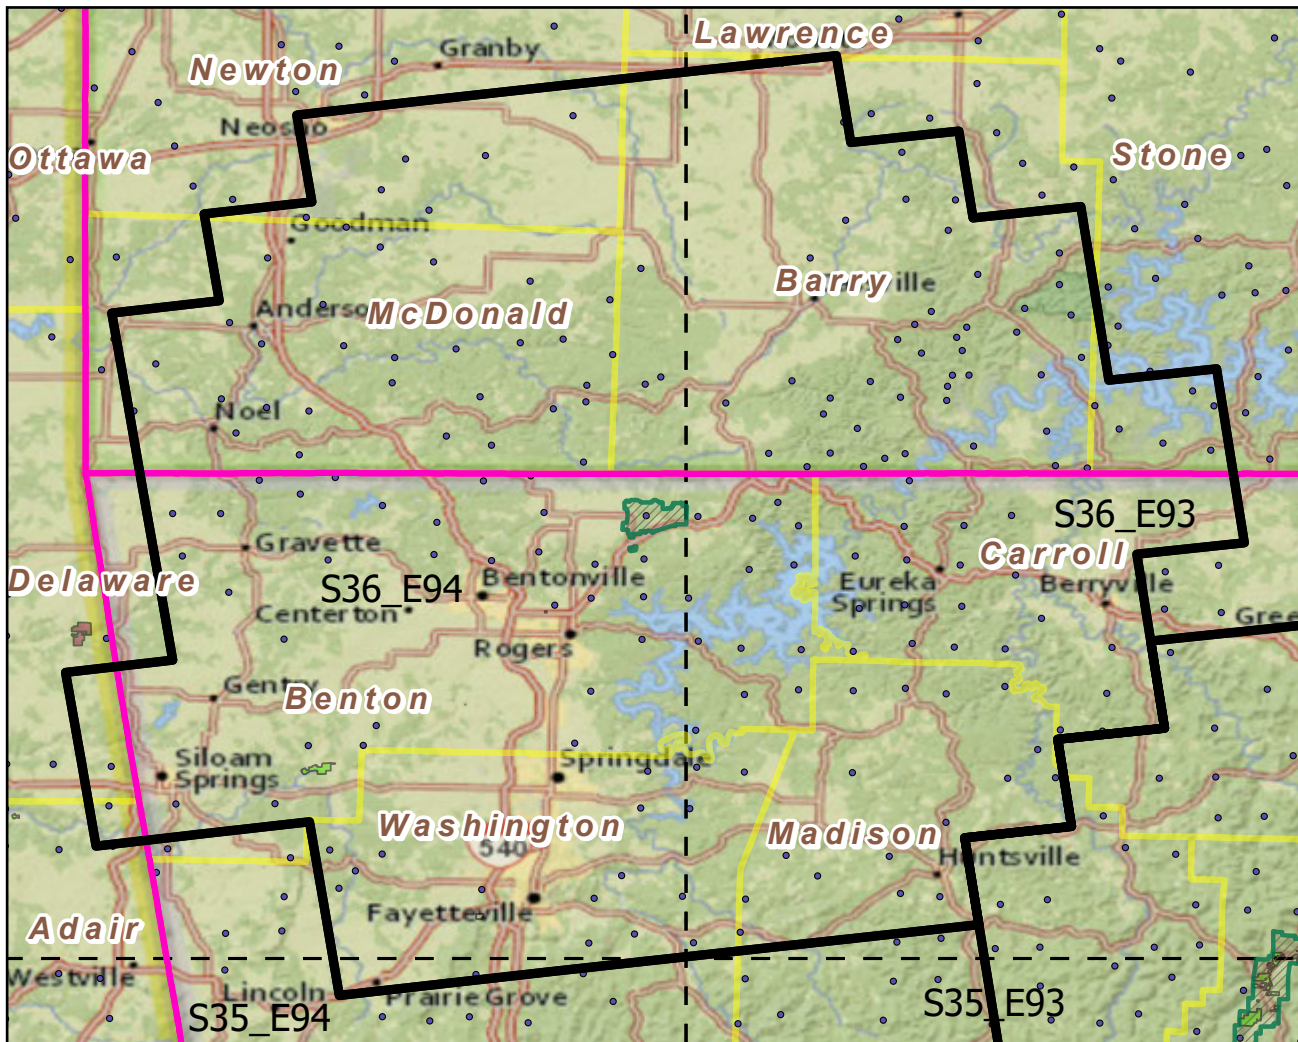 Lawrence
Granby
Newton
Neosho
Ottawa
Stone
Goodman
Barry
McDonald
Noel
S36_E93
Gravette
Carroll
Delaware
Bentonville
Eureka
Springs
Berryville
S36_E94
Centerton
Gree
Rogers
Gentry
Benton
Siloam
Springs
Springdale
Washington
Madison
540
Huntsville
Fayetteville
Adair
Westville
Lincoln
Prairie Grove
S35_E94
S35_E93